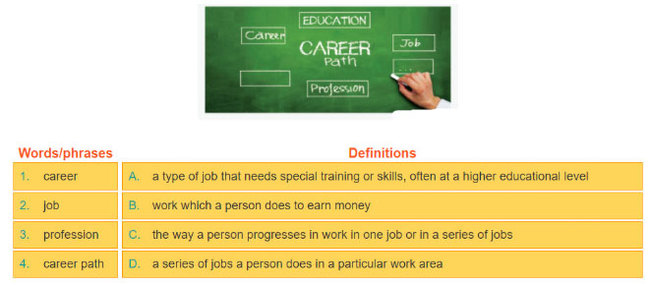 EDUCATION
Career
CAREER
Path
Job
....
Profession
Words/phrases Definitions
1. career A. a type of job that needs special training or skills, often at a higher educational level
2. job B. work which a person does to earn money
3. profession C. the way a person progresses in work in one job or in a series of jobs
4. career path D. a series of jobs a person does in a particular work area